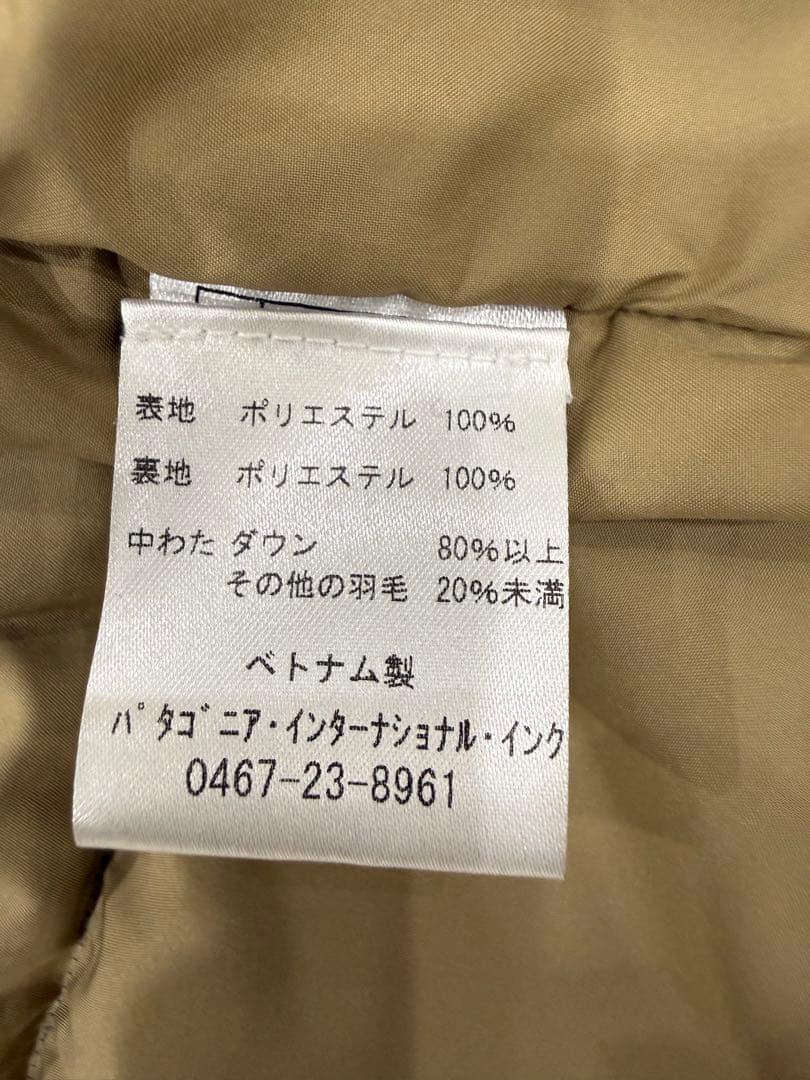 表地 ポリエステル 100%
裏地 ポリエステル 100%
中わた ダウン 80%以上
その他の羽毛 20%未満
ベトナム製
パタゴニア・インターナショナル・インク
0467-23-8961